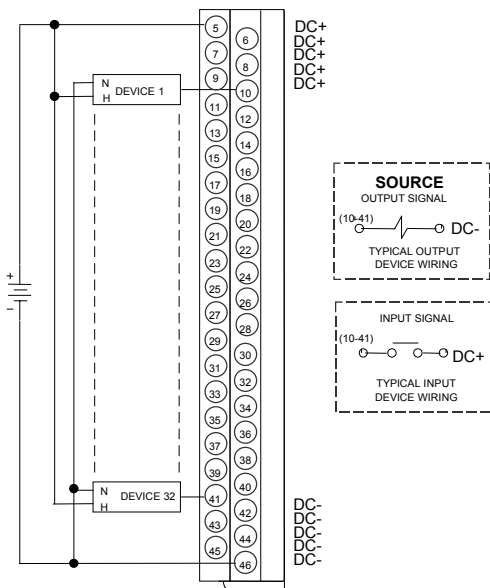 5 DC+
6 DC+
7 DC+
8 DC+
9 DC+
N
H
DEVICE 1
10
11
12
13
14
15
16
17
18
19
20
21
22
23
24
25
26
27
28
29
30
31
32
33
34
35
36
37
38
39
40
N
H
DEVICE 32
41
42 DC-
43 DC-
44 DC-
45 DC-
46 DC-
+
−
SOURCE
OUTPUT SIGNAL
(10-41) DC-
TYPICAL OUTPUT
DEVICE WIRING
INPUT SIGNAL
(10-41) DC+
TYPICAL INPUT
DEVICE WIRING